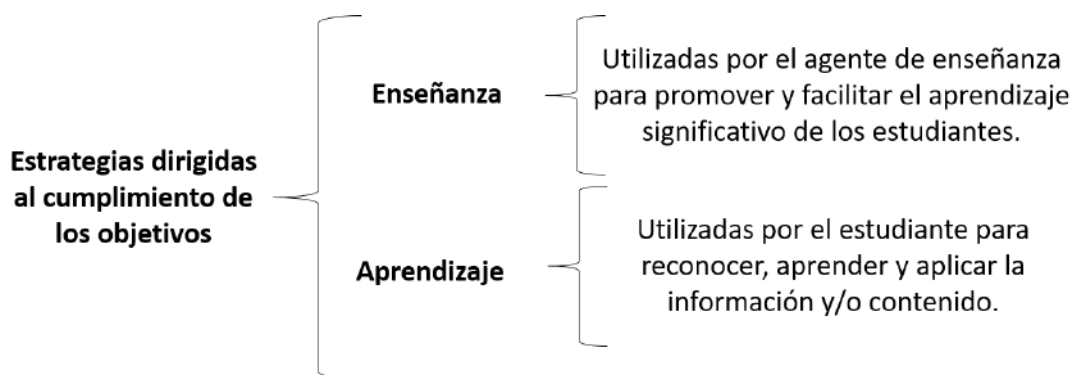 Estrategias dirigidas
al cumplimiento de
los objetivos
Enseñanza
Utilizadas por el agente de enseñanza
para promover y facilitar el aprendizaje
significativo de los estudiantes.
Aprendizaje
Utilizadas por el estudiante para
reconocer, aprender y aplicar la
información y/o contenido.